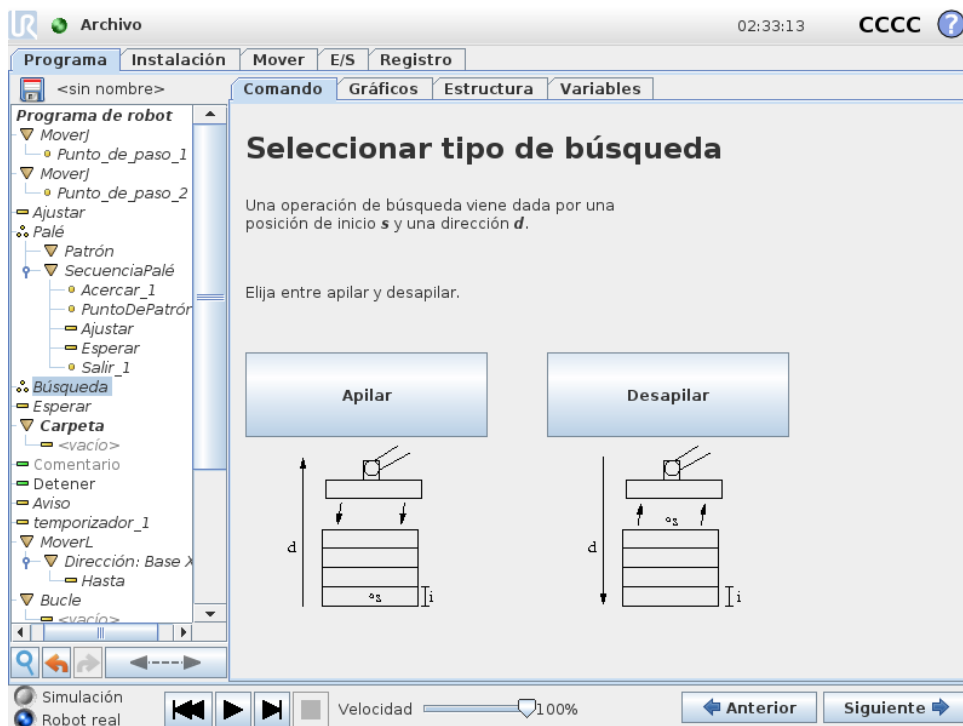 UR Archivo 02:33:13 CCCC ?
Programa Instalación Mover E/S Registro
<sin nombre>
Comando Gráficos Estructura Variables
Programa de robot
MoverJ
Punto_de_paso_1
MoverJ
Punto_de_paso_2
Ajustar
Palé
Patrón
SecuenciaPalé
Acercar_1
PuntoDePatrór
Ajustar
Esperar
Salir_1
Búsqueda
Esperar
Carpeta
<vacío>
Comentario
Detener
Aviso
temporizador_1
MoverL
Dirección: Base X
Hasta
Bucle
<vacío>
Seleccionar tipo de búsqueda
Una operación de búsqueda viene dada por una
posición de inicio s y una dirección d.
Elija entre apilar y desapilar.
Apilar Desapilar
d s i
d s i
Simulación
Robot real
Velocidad 100%
Anterior Siguiente